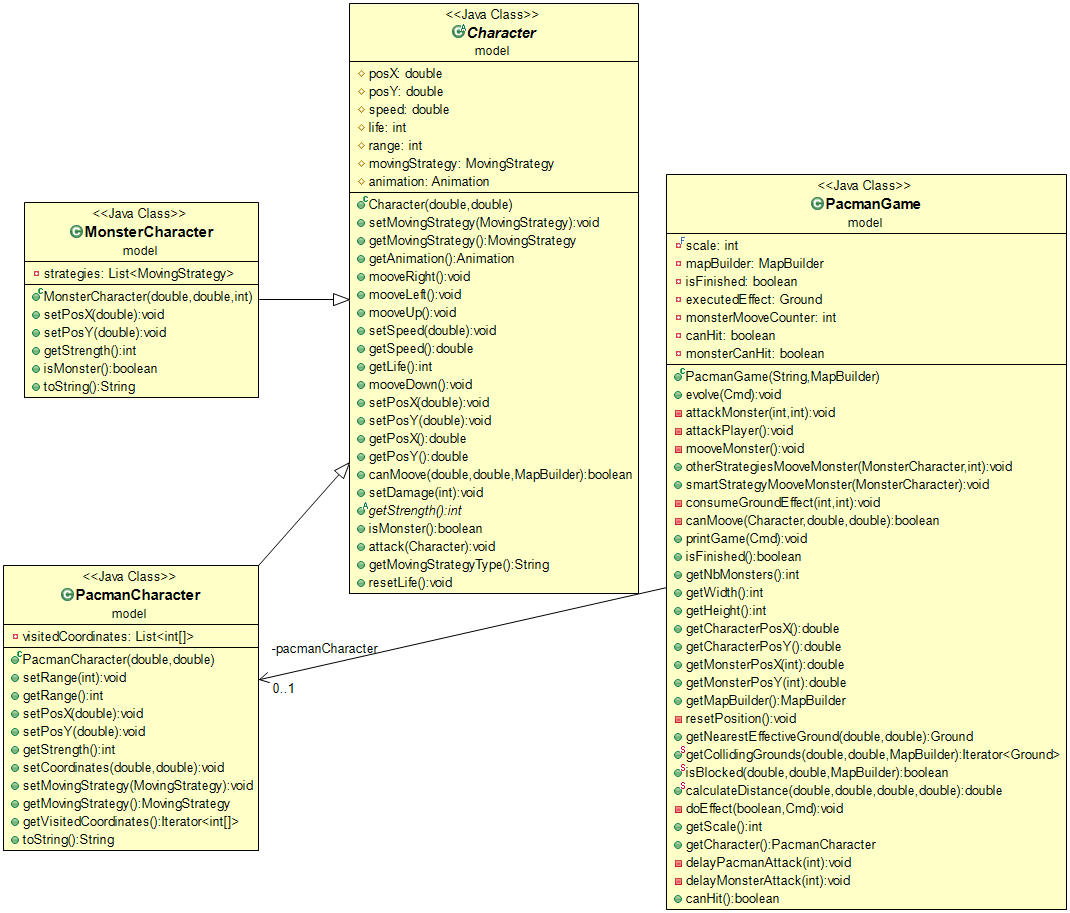 <<Java Class>>
Character
model
posX: double
posY: double
speed: double
life: int
range: int
movingStrategy: MovingStrategy
animation: Animation
Character(double,double)
setMovingStrategy(MovingStrategy):void
getMovingStrategy():MovingStrategy
getAnimation():Animation
mooveRight():void
mooveLeft():void
mooveUp():void
setSpeed(double):void
getSpeed():double
getLife():int
mooveDown():void
setPosX(double):void
setPosY(double):void
getPosX():double
getPosY():double
canMoove(double,double,MapBuilder):boolean
setDamage(int):void
getStrength():int
isMonster():boolean
attack(Character):void
getMovingStrategyType():String
resetLife():void
<<Java Class>>
MonsterCharacter
model
strategies: List<MovingStrategy>
MonsterCharacter(double,double,int)
setPosX(double):void
setPosY(double):void
getStrength():int
isMonster():boolean
toString():String
<<Java Class>>
PacmanCharacter
model
visitedCoordinates: List<int[]>
PacmanCharacter(double,double)
setRange(int):void
getRange():int
setPosX(double):void
setPosY(double):void
getStrength():int
setCoordinates(double,double):void
setMovingStrategy(MovingStrategy):void
getMovingStrategy():MovingStrategy
getVisitedCoordinates():Iterator<int[]>
toString():String
-pacmanCharacter
0..1
<<Java Class>>
PacmanGame
model
scale: int
mapBuilder: MapBuilder
isFinished: boolean
executedEffect: Ground
monsterMooveCounter: int
canHit: boolean
monsterCanHit: boolean
PacmanGame(String,MapBuilder)
evolve(Cmd):void
attackMonster(int,int):void
attackPlayer():void
mooveMonster():void
otherStrategiesMooveMonster(MonsterCharacter,int):void
smartStrategyMooveMonster(MonsterCharacter):void
consumeGroundEffect(int,int):void
canMoove(Character,double,double):boolean
printGame(Cmd):void
isFinished():boolean
getNbMonsters():int
getWidth():int
getHeight():int
getCharacterPosX():double
getCharacterPosY():double
getMonsterPosX(int):double
getMonsterPosY(int):double
getMapBuilder():MapBuilder
resetPosition():void
getNearestEffectiveGround(double,double):Ground
getCollidingGrounds(double,double,MapBuilder):Iterator<Ground>
isBlocked(double,double,MapBuilder):boolean
calculateDistance(double,double,double,double):double
doEffect(boolean,Cmd):void
getScale():int
getCharacter():PacmanCharacter
delayPacmanAttack(int):void
delayMonsterAttack(int):void
canHit():boolean